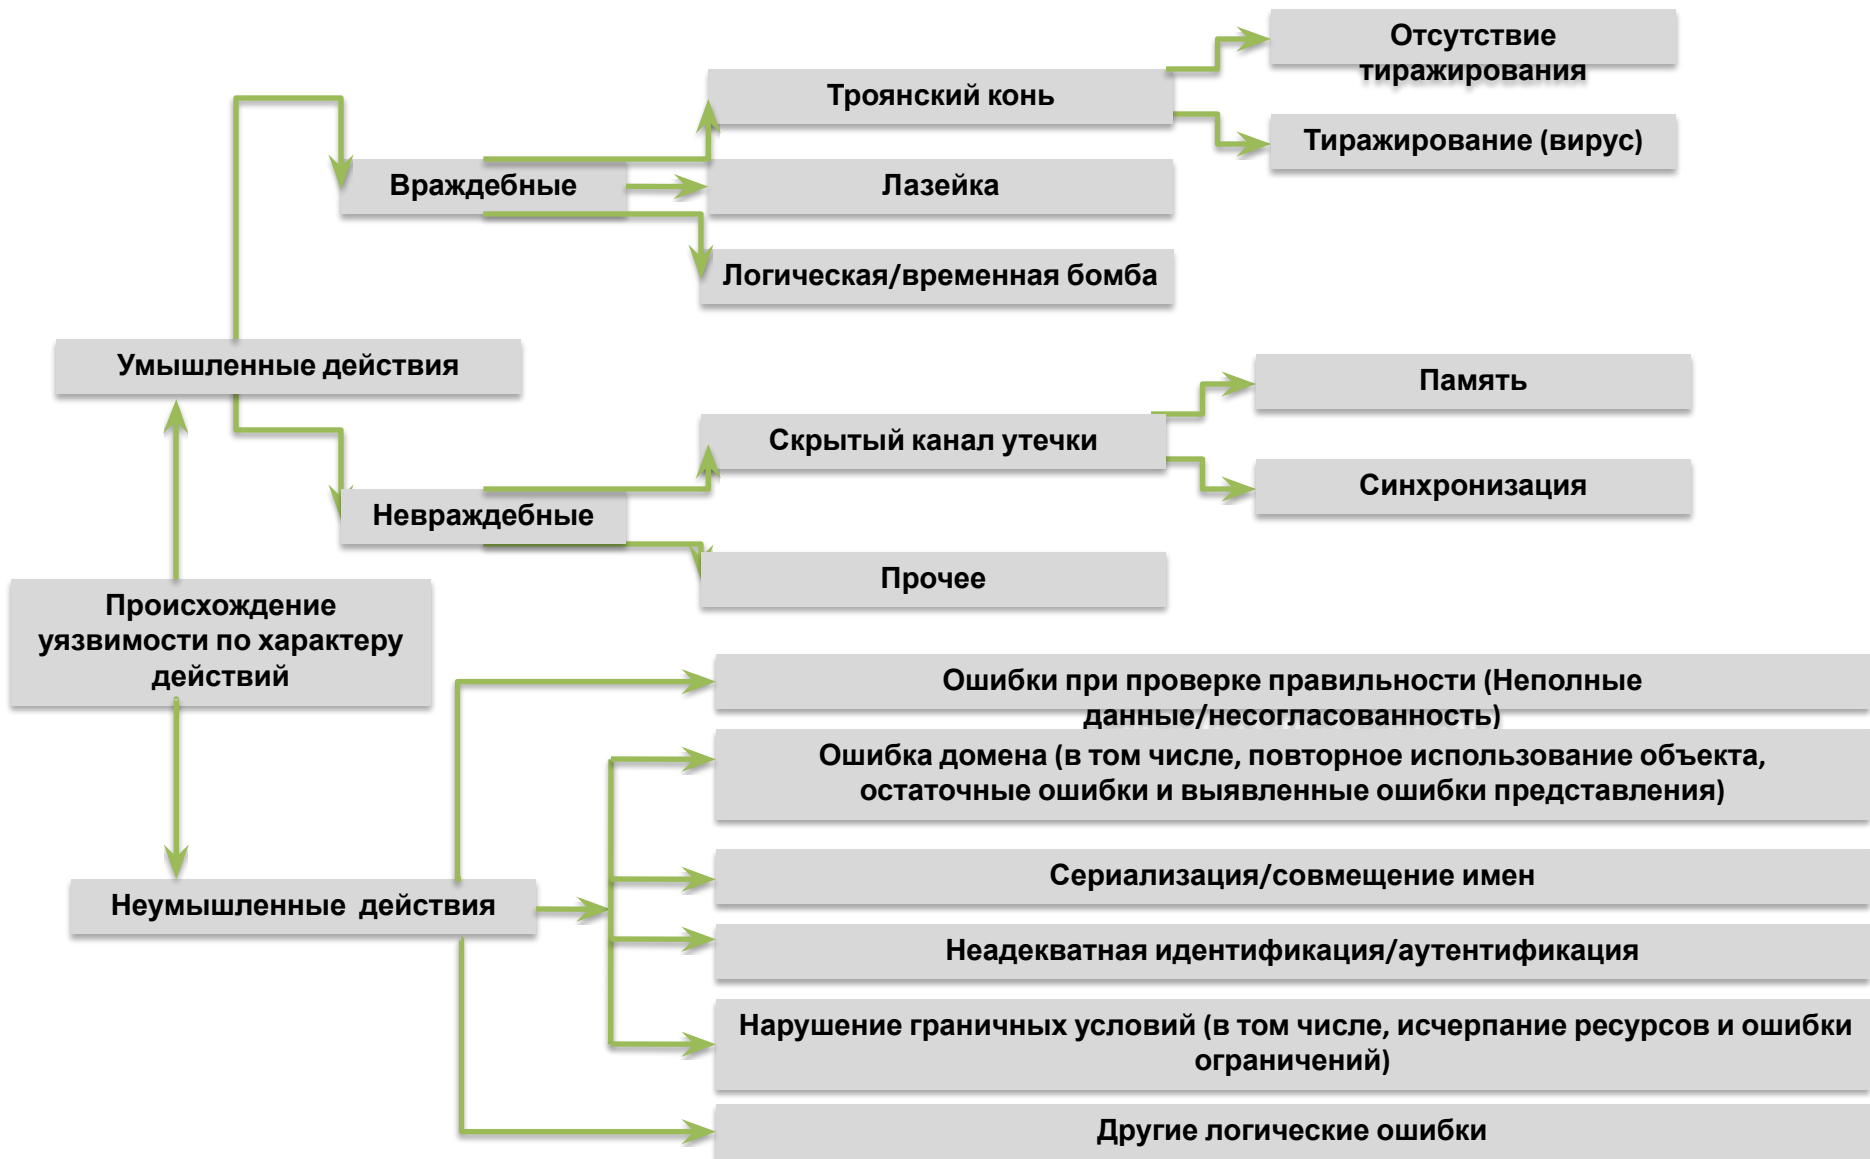 Отсутствие
тиражирования
Троянский конь
Тиражирование (вирус)
Враждебные
Лазейка
Логическая/временная бомба
Умышленные действия
Память
Скрытый канал утечки
Синхронизация
Невраждебные
Прочее
Происхождение
уязвимости по характеру
действий
Ошибки при проверке правильности (Неполные
данные/несогласованность)
Ошибка домена (в том числе, повторное использование объекта,
остаточные ошибки и выявленные ошибки представления)
Сериализация/совмещение имен
Неумышленные действия
Неадекватная идентификация/аутентификация
Нарушение граничных условий (в том числе, исчерпание ресурсов и ошибки
ограничений)
Другие логические ошибки